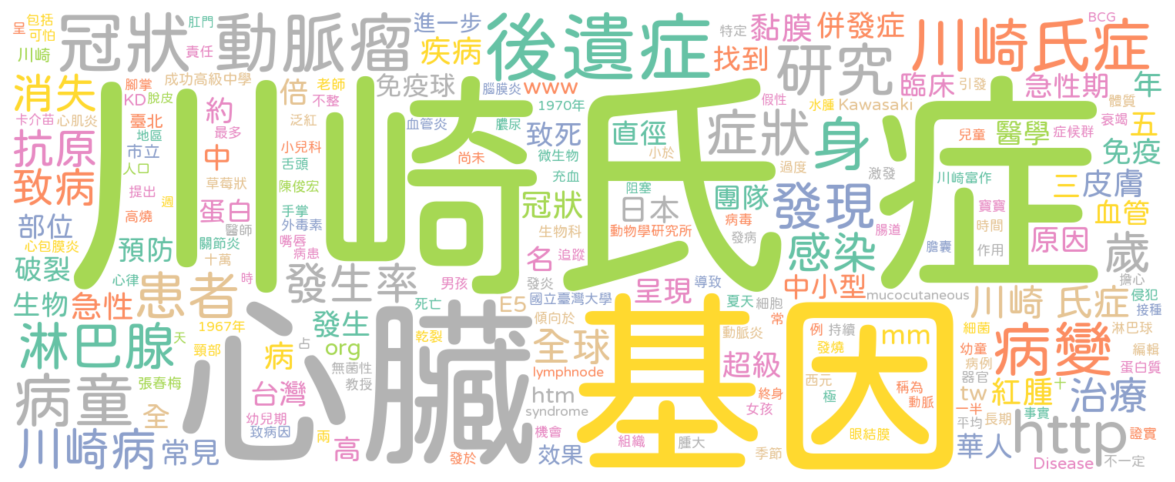 川崎氏症
心臟
基因
冠狀
動脈瘤
後遺症
川崎氏症
研究
症狀
身
發現
病變
http
患者
病童
淋巴腺
發生率
川崎病
抗原
致病
消失
疾病
進一步
黏膜
併發症
找到
臨床
急性期
年
醫學
五
免疫
三
皮膚
血管
原因
歲
感染
團隊
直徑
致死
日本
冠狀
名
呈現
中小型
川崎 氏症
全球
超級
mm
紅腫
治療
華人
tw
htm
org
E5
www
免疫球
倍
約
中
蛋白
部位
預防
破裂
生物
急性
發生
病
台灣
全
高
常見
效果
包括
可怕
呈
肛門
責任
川崎
特定
BCG
腳掌
成功高級中學
KD
脫皮
老師
不整
腦膜炎
1970年
假性
水腫
Kawasaki
引發
體質
卡介苗
心肌炎
臺北
地區
最多
泛紅
血管炎
膿尿
微生物
小於
過度
激發
兒童
衰竭
症候群
市立
人口
提出
草莓狀
小兒科
舌頭
尚未
充血
阻塞
川崎富作
週
陳俊宏
高燒
醫師
手掌
外毒素
生物科
病毒
動物學研究所
寶寶
時間
腸道
心包膜炎
關節炎
嘴唇
病患
追蹤
發病
膽囊
作用
十萬
心律
時
男孩
發炎
導致
擔心
mucocutaneous
侵犯
接種
1967年
死亡
國立臺灣大學
夏天
細胞
天
占
頸部
無菌性
教授
乾裂
傾向於
動脈炎
常
例
持續
發燒
細菌
淋巴球
編輯
幼童
病例
蛋白質
器官
張春梅
幼兒期
致病因
lymphnode
syndrome
終身
女孩
西元
極
稱為
動脈
十
一半
平均
長期
事實
證實
兩
機會
發於
組織
腫大
季節
眼結膜
Disease
不一定